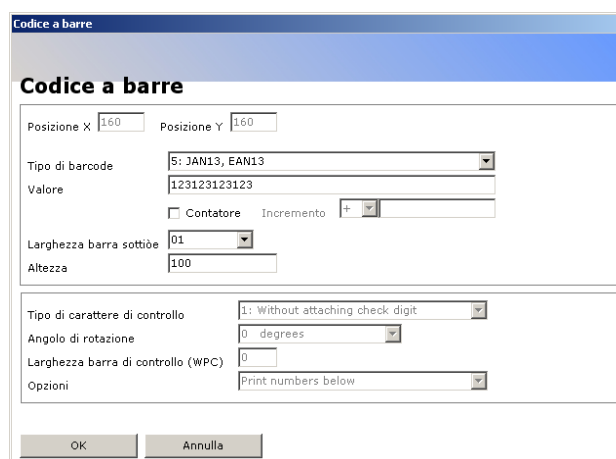 Codice a barre
Codice a barre
Posizione X 160 Posizione Y 160
Tipo di barcode 5: JAN13, EAN13
Valore 123123123123
Contatore Incremento +
Larghezza barra sottiòe 01
Altezza 100
Tipo di carattere di controllo 1: Without attaching check digit
Angolo di rotazione 0 degrees
Larghezza barra di controllo (WPC) 0
Opzioni Print numbers below
OK Annulla